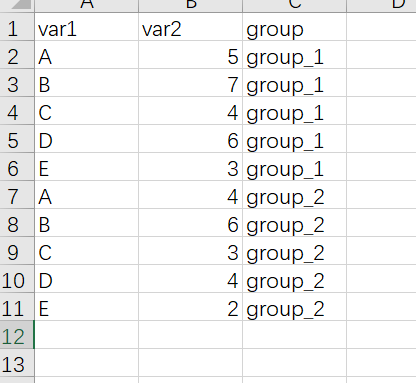 A B C D
1 var1 var2 group
2 A 5 group_1
3 B 7 group_1
4 C 4 group_1
5 D 6 group_1
6 E 3 group_1
7 A 4 group_2
8 B 6 group_2
9 C 3 group_2
10 D 4 group_2
11 E 2 group_2
12
13